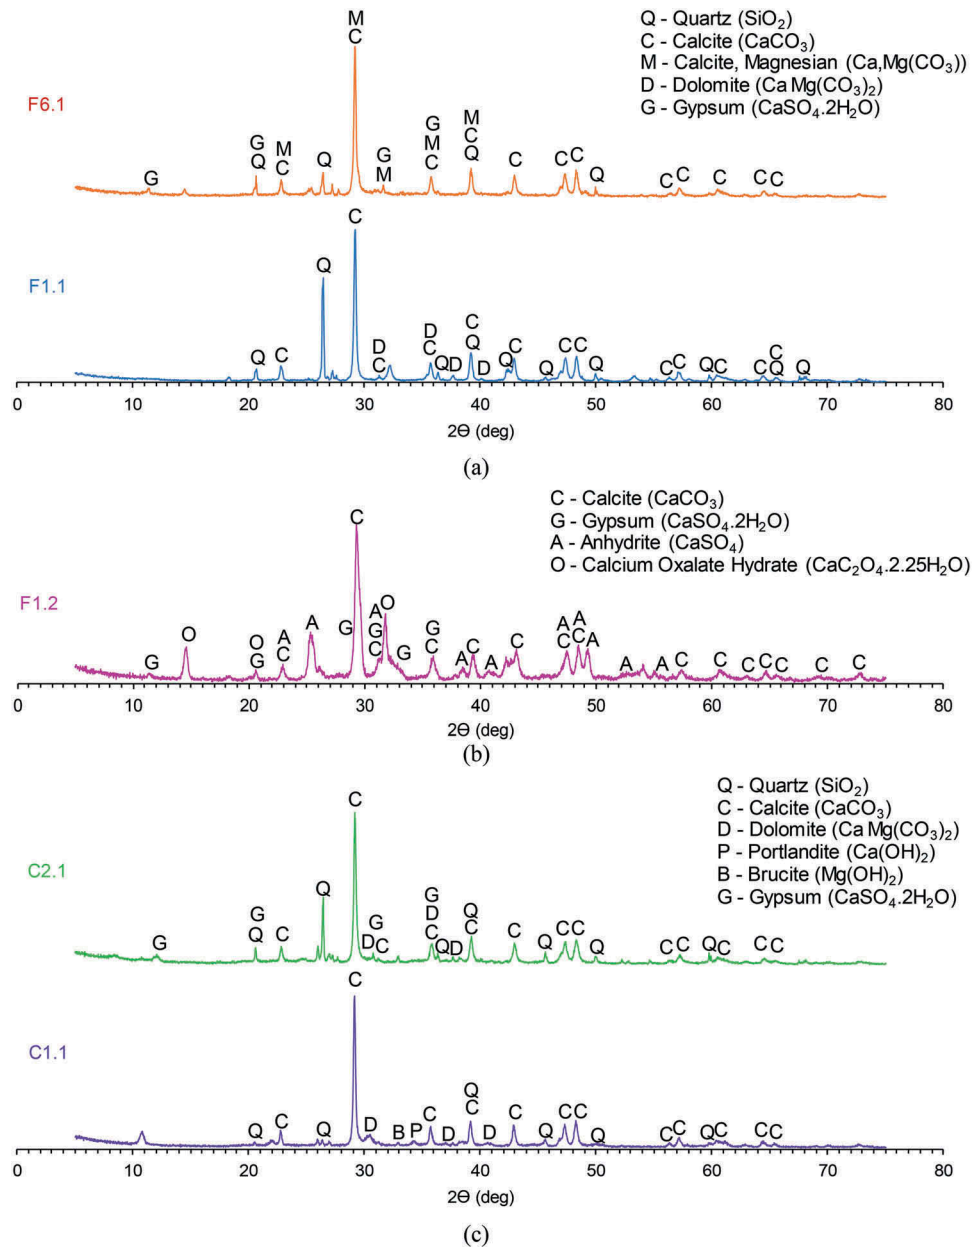 Q - Quartz (SiO2)
C - Calcite (CaCO3)
M - Calcite, Magnesian (Ca,Mg(CO3))
D - Dolomite (Ca Mg(CO3)2)
G - Gypsum (CaSO4.2H2O)
M
C
F6.1
G
G
Q
M
C
Q
G
M
G
M
C
M
C
Q
C
C
C
Q
C
C
C
C
C
C
F1.1
Q
Q
C
D
C
D
C
Q
D
D
C
Q
Q
C
Q
C
C
Q
C
C
Q
C
C
C
Q
Q
0 10 20 30 40 50 60 70 80
2Θ (deg)
(a)
C - Calcite (CaCO3)
G - Gypsum (CaSO4.2H2O)
A - Anhydrite (CaSO4)
O - Calcium Oxalate Hydrate (CaC2O4.2.25H2O)
C
F1.2
G
O
O
G
A
C
A
G
A
G
C
O
G
G
C
A
C
A
C
A
C
A
C
A
A
A
C
C
C
C
C
C
C
0 10 20 30 40 50 60 70 80
2Θ (deg)
(b)
Q - Quartz (SiO2)
C - Calcite (CaCO3)
D - Dolomite (Ca Mg(CO3)2)
P - Portlandite (Ca(OH)2)
B - Brucite (Mg(OH)2)
G - Gypsum (CaSO4.2H2O)
C
C2.1
G
G
Q
C
Q
D
G
C
G
D
C
Q
D
Q
C
C
Q
C
C
Q
C
C
Q
C
C
C
C
C1.1
Q
C
Q
D
B
P
C
D
Q
C
D
C
Q
C
C
Q
C
C
Q
C
C
C
0 10 20 30 40 50 60 70 80
2Θ (deg)
(c)